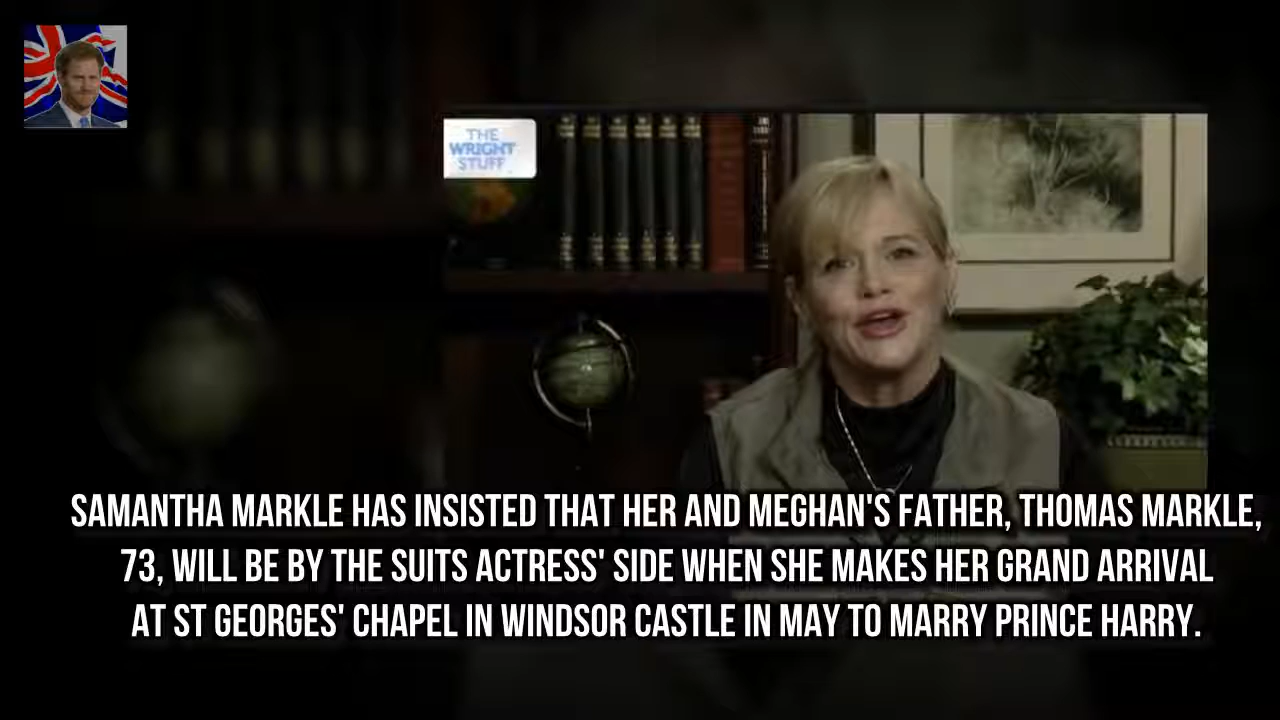 THE
WRIGHT
STUFF
SAMANTHA MARKLE HAS INSISTED THAT HER AND MEGHAN'S FATHER, THOMAS MARKLE,
73, WILL BE BY THE SUITS ACTRESS' SIDE WHEN SHE MAKES HER GRAND ARRIVAL
AT ST GEORGES' CHAPEL IN WINDSOR CASTLE IN MAY TO MARRY PRINCE HARRY.